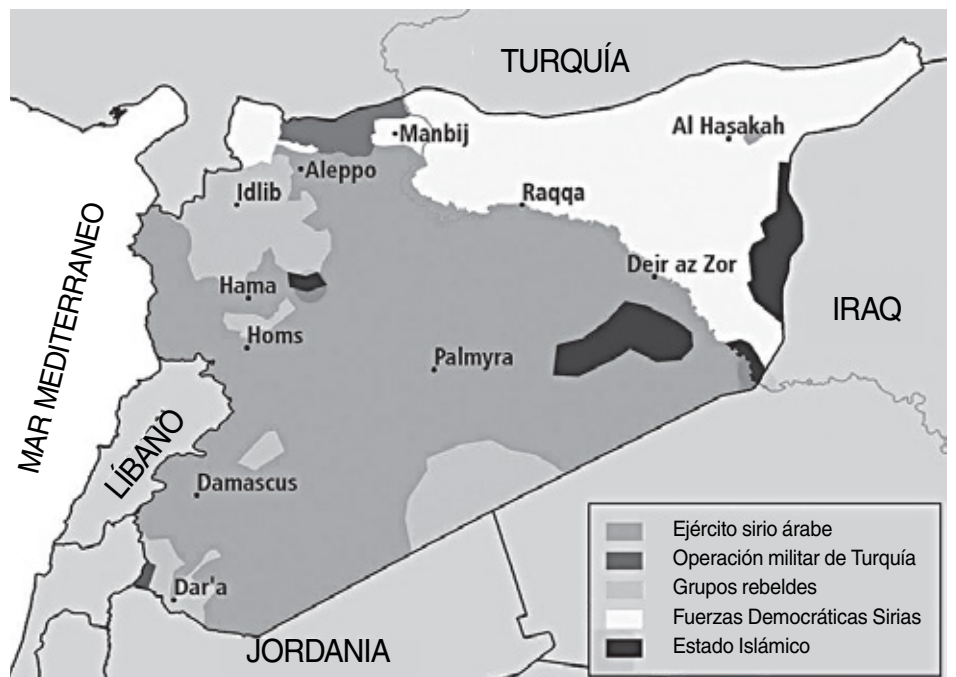 TURQUÍA
Manbij
Al Hasakah
Aleppo
Idlib
Raqqa
MAR MEDITERRANEO
Deir az Zor
Hama
IRAQ
Homs
Palmyra
LÍBANO
Damascus
Dar'a
JORDANIA
Ejército sirio árabe
Operación militar de Turquía
Grupos rebeldes
Fuerzas Democráticas Sirias
Estado Islámico